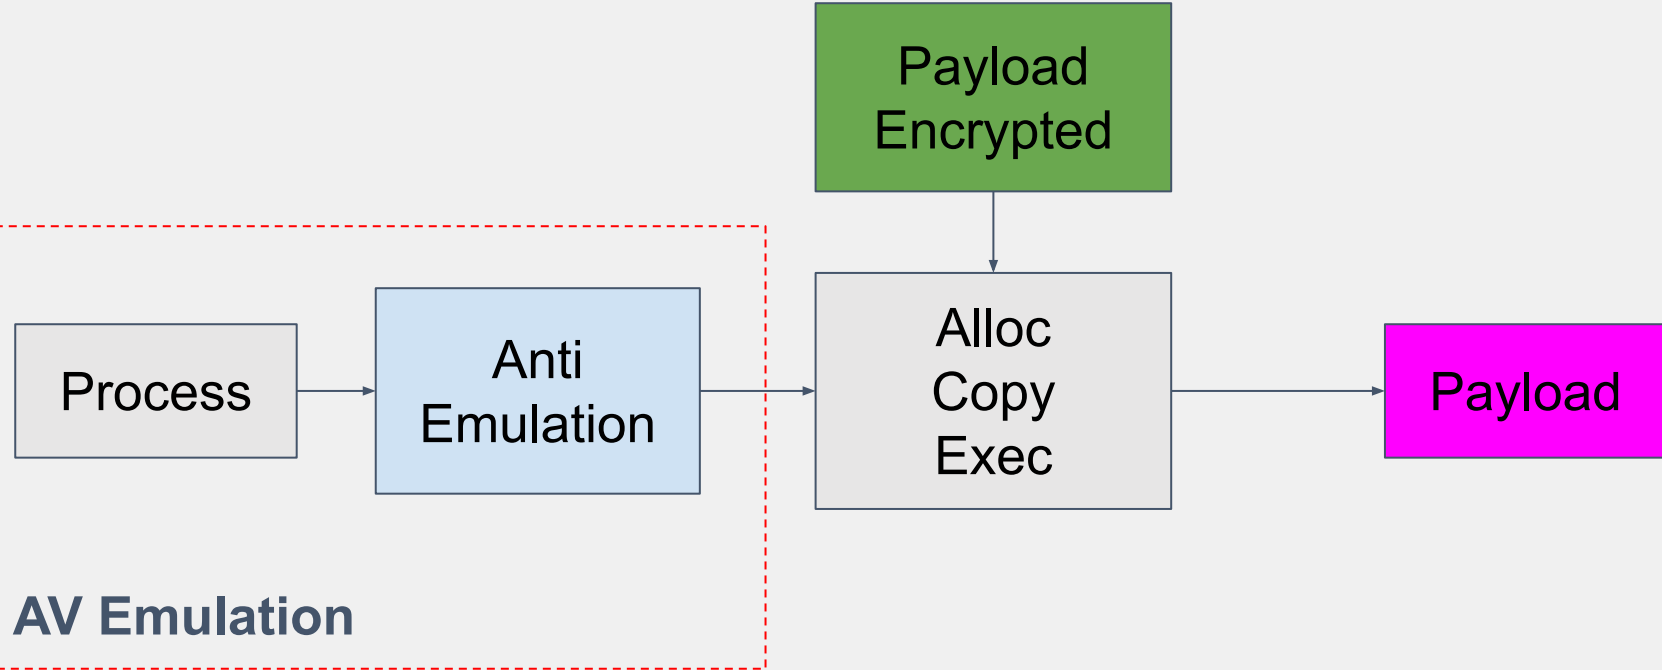 Payload
Encrypted
Process
Anti
Emulation
Alloc
Copy
Exec
Payload
AV Emulation